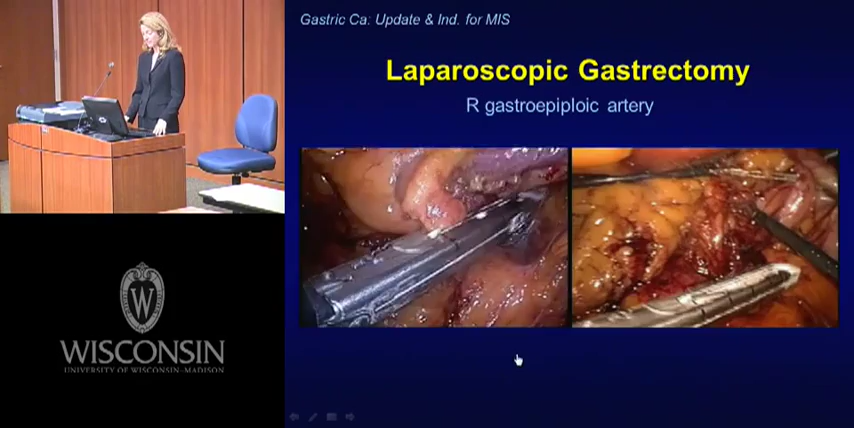 Gastric Ca: Update & Ind. for MIS
Laparoscopic Gastrectomy
R gastroepiploic artery
W
WISCONSIN
UNIVERSITY OF WISCONSIN–MADISON